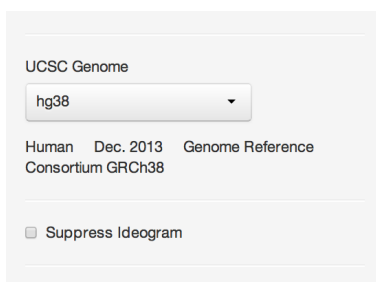 UCSC Genome
hg38
Human Dec. 2013 Genome Reference
Consortium GRCh38
Suppress Ideogram